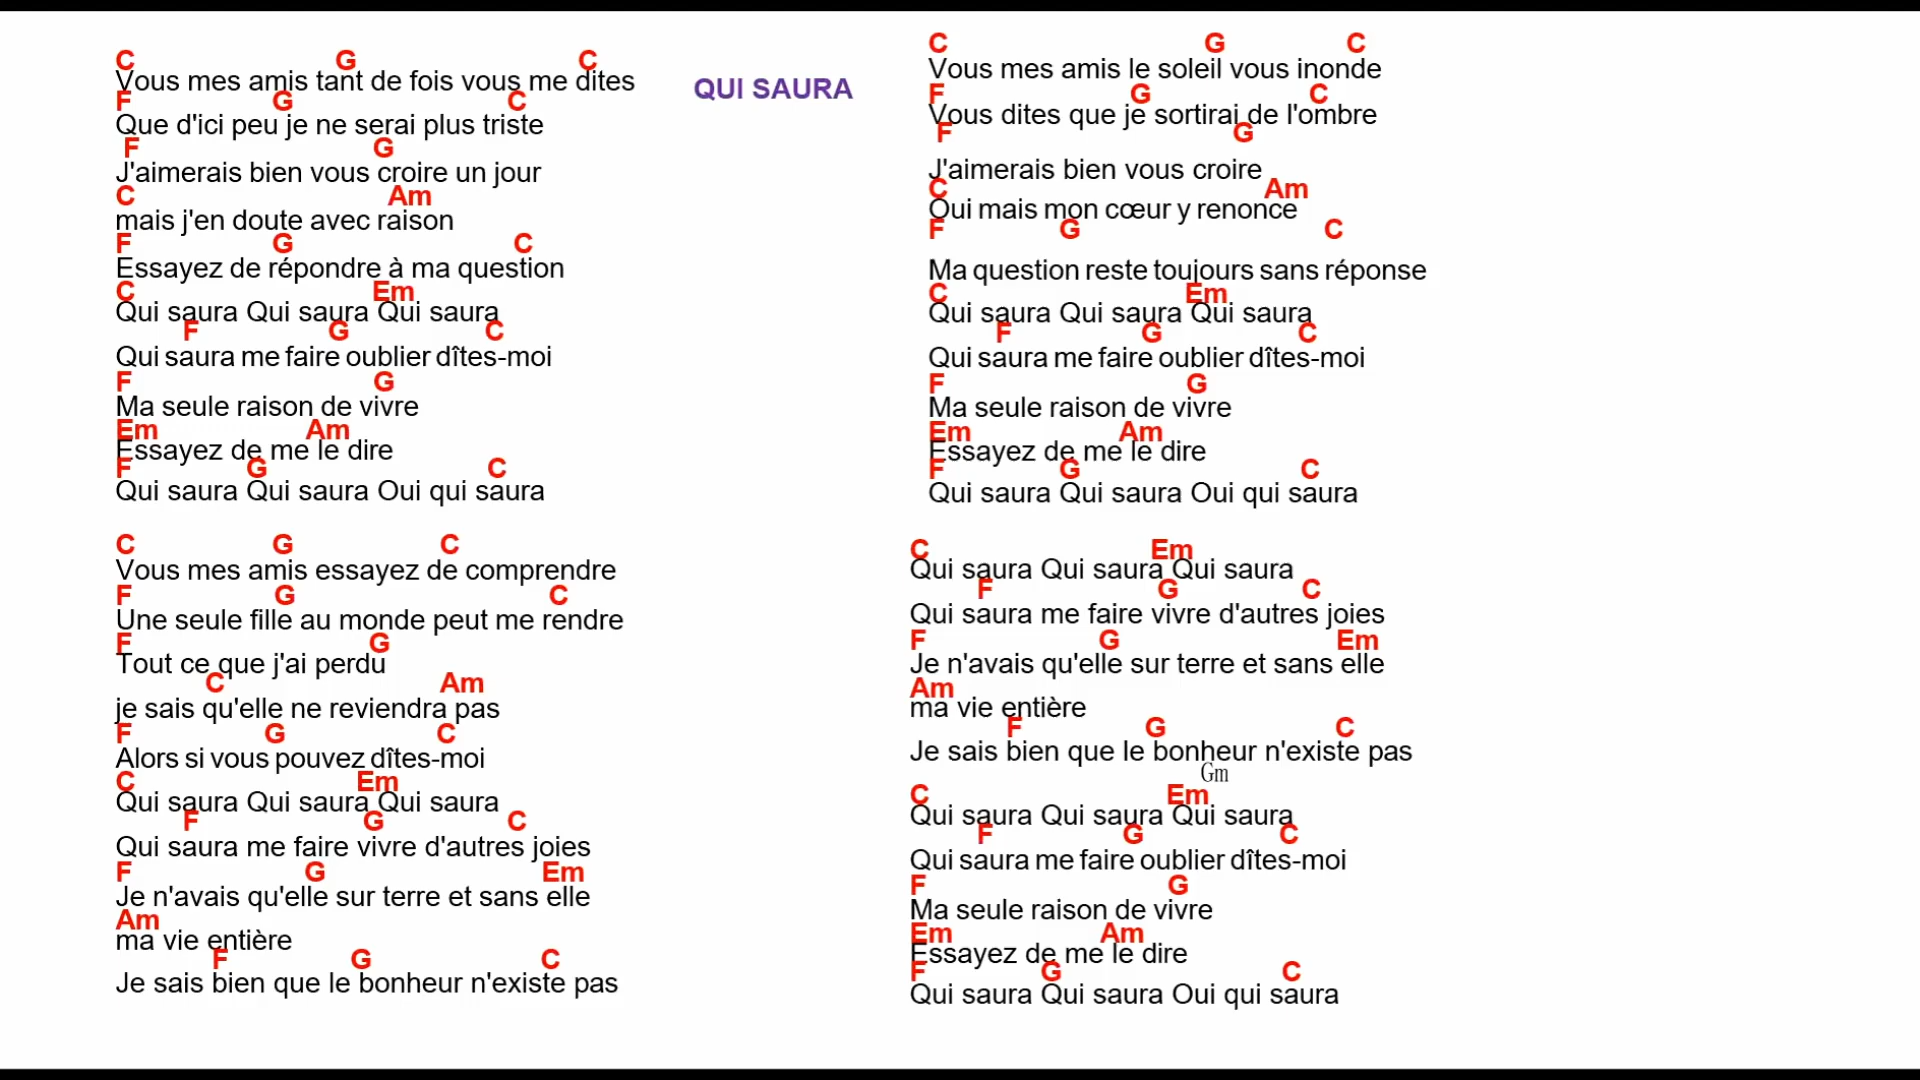 QUI SAURA
C G C
Vous mes amis tant de fois vous me dites
F G C
Que d'ici peu je ne serai plus triste
F G
J'aimerais bien vous croire un jour
C Am
mais j'en doute avec raison
F G C
Essayez de répondre à ma question
C Em
Qui saura Qui saura Qui saura
F G C
Qui saura me faire oublier dîtes-moi
F G
Ma seule raison de vivre
Em Am
Essayez de me le dire
F G C
Qui saura Qui saura Oui qui saura
C G C
Vous mes amis essayez de comprendre
F G C
Une seule fille au monde peut me rendre
F G
Tout ce que j'ai perdu
C Am
je sais qu'elle ne reviendra pas
F G C
Alors si vous pouvez dîtes-moi
C Em
Qui saura Qui saura Qui saura
F G C
Qui saura me faire vivre d'autres joies
F G Em
Je n'avais qu'elle sur terre et sans elle
Am
ma vie entière
F G C
Je sais bien que le bonheur n'existe pas
C G C
Vous mes amis le soleil vous inonde
F G C
Vous dites que je sortirai de l'ombre
F G
J'aimerais bien vous croire
C Am
Oui mais mon cœur y renonce
F G C
Ma question reste toujours sans réponse
C Em
Qui saura Qui saura Qui saura
F G C
Qui saura me faire oublier dîtes-moi
F G
Ma seule raison de vivre
Em Am
Essayez de me le dire
F G C
Qui saura Qui saura Oui qui saura
C Em
Qui saura Qui saura Qui saura
F G C
Qui saura me faire vivre d'autres joies
F G Em
Je n'avais qu'elle sur terre et sans elle
Am
ma vie entière
F G C
Je sais bien que le bonheur n'existe pas
Gm
C Em
Qui saura Qui saura Qui saura
F G C
Qui saura me faire oublier dîtes-moi
F G
Ma seule raison de vivre
Em Am
Essayez de me le dire
F G C
Qui saura Qui saura Oui qui saura